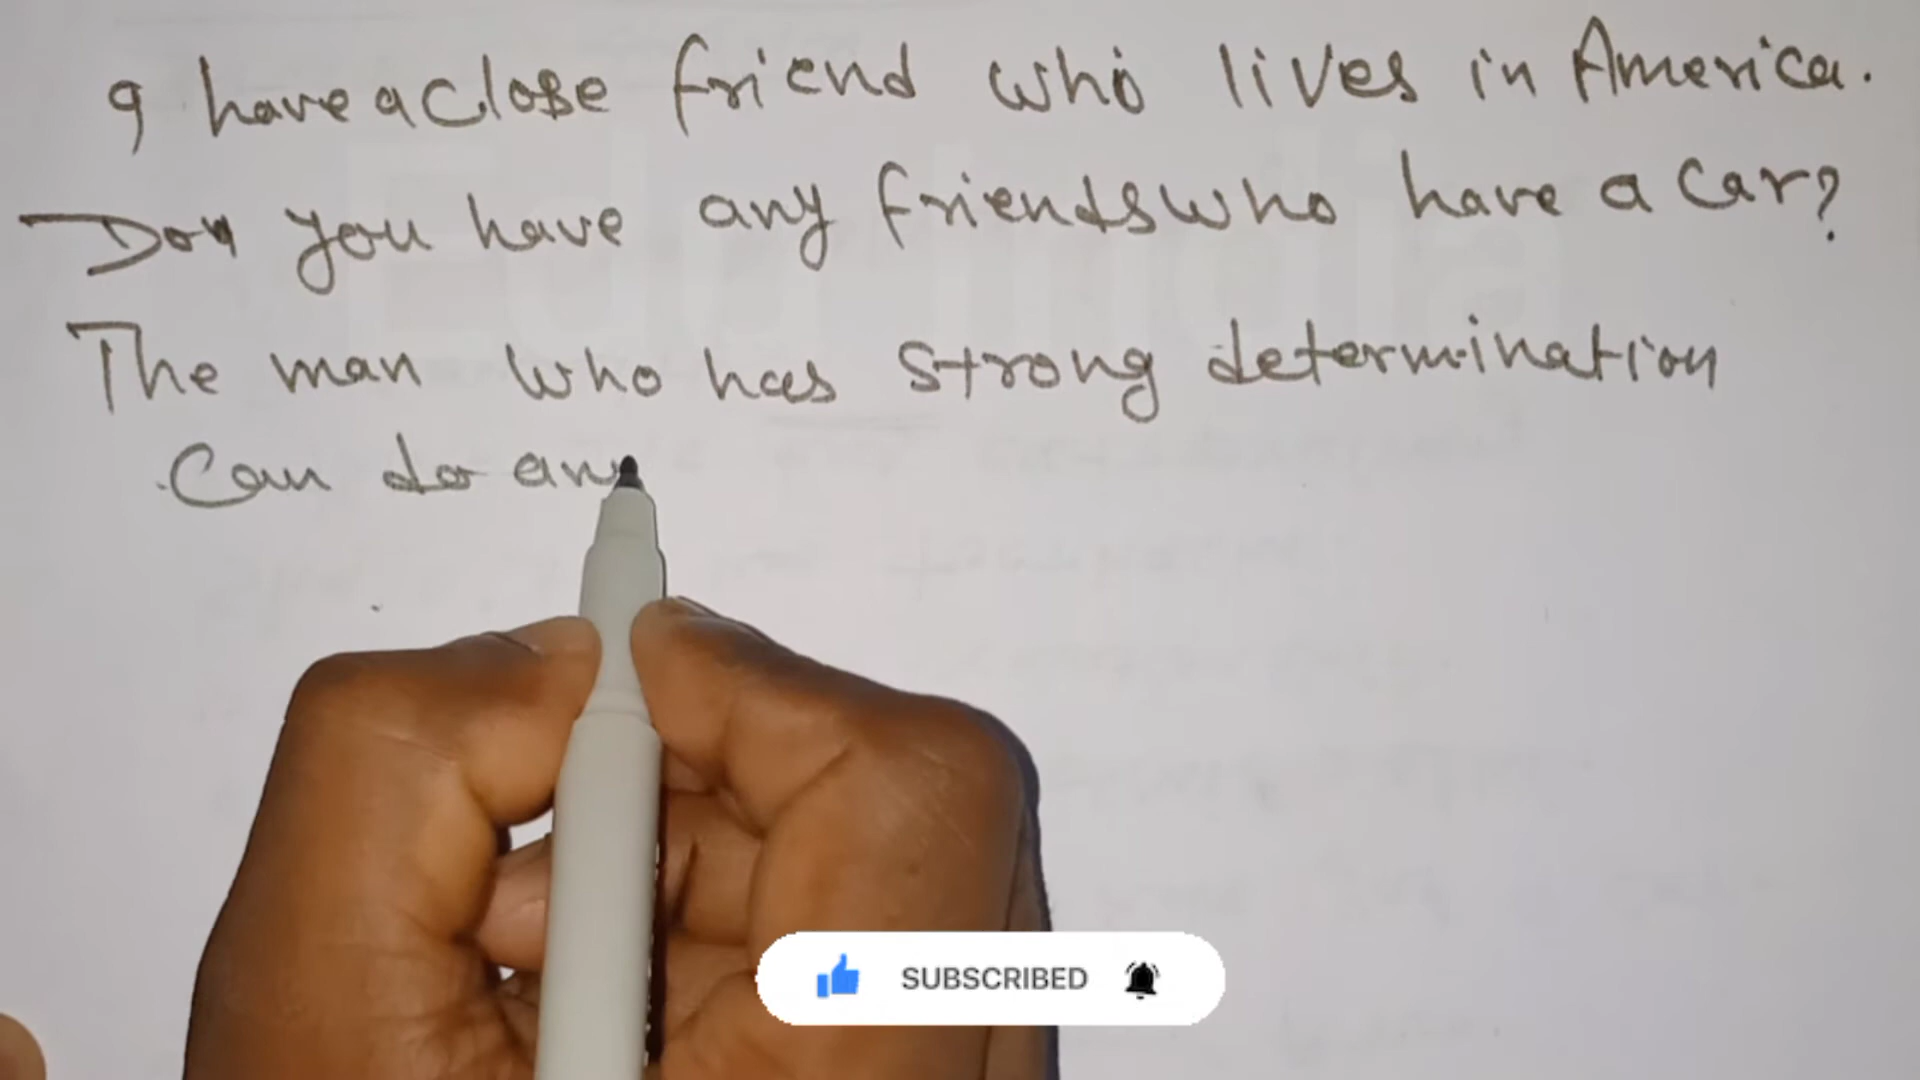 I have a close friend who lives in America.
Do you have any friends who have a car?
The man who has strong determination
Can do any
SUBSCRIBED